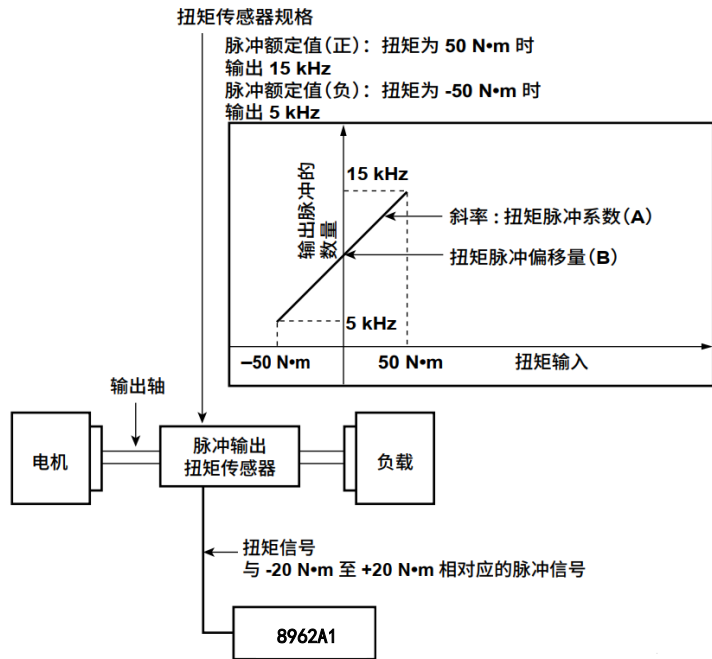 扭矩传感器规格
脉冲额定值(正)：扭矩为 50 N•m 时
输出 15 kHz
脉冲额定值(负)：扭矩为 -50 N•m 时
输出 5 kHz
输出脉冲的
数量
15 kHz
斜率 : 扭矩脉冲系数(A)
扭矩脉冲偏移量(B)
5 kHz
–50 N•m
50 N•m
扭矩输入
输出轴
电机
脉冲输出
扭矩传感器
负载
扭矩信号
与 -20 N•m 至 +20 N•m 相对应的脉冲信号
8962A1